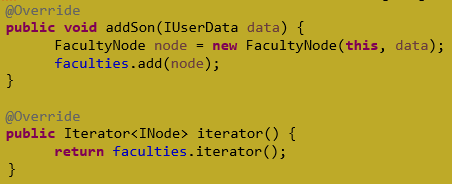 @Override
public void addSon(IUserData data) {
FacultyNode node = new FacultyNode(this, data);
faculties.add(node);
}
@Override
public Iterator<INode> iterator() {
return faculties.iterator();
}